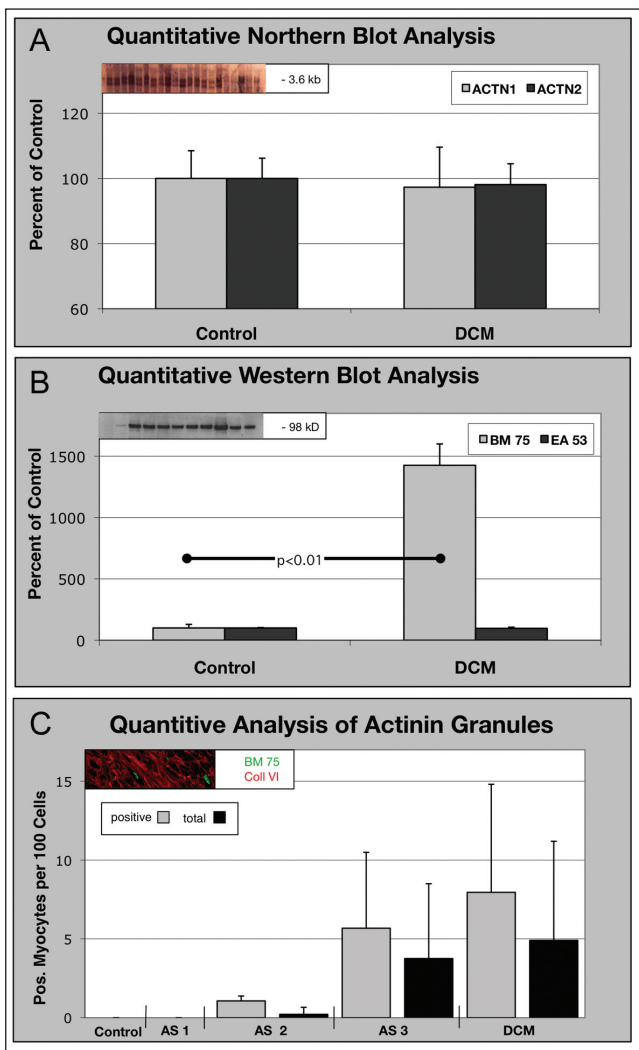 A
Quantitative Northern Blot Analysis
- 3.6 kb
ACTN1 ACTN2
Percent of Control
120
100
80
60
Control DCM
B
Quantitative Western Blot Analysis
- 98 kD
BM 75 EA 53
Percent of Control
1500
1000
500
0
p<0.01
Control DCM
C
Quantitive Analysis of Actinin Granules
BM 75
Coll VI
positive total
Pos. Myocytes per 100 Cells
15
10
5
0
Control AS 1 AS 2 AS 3 DCM